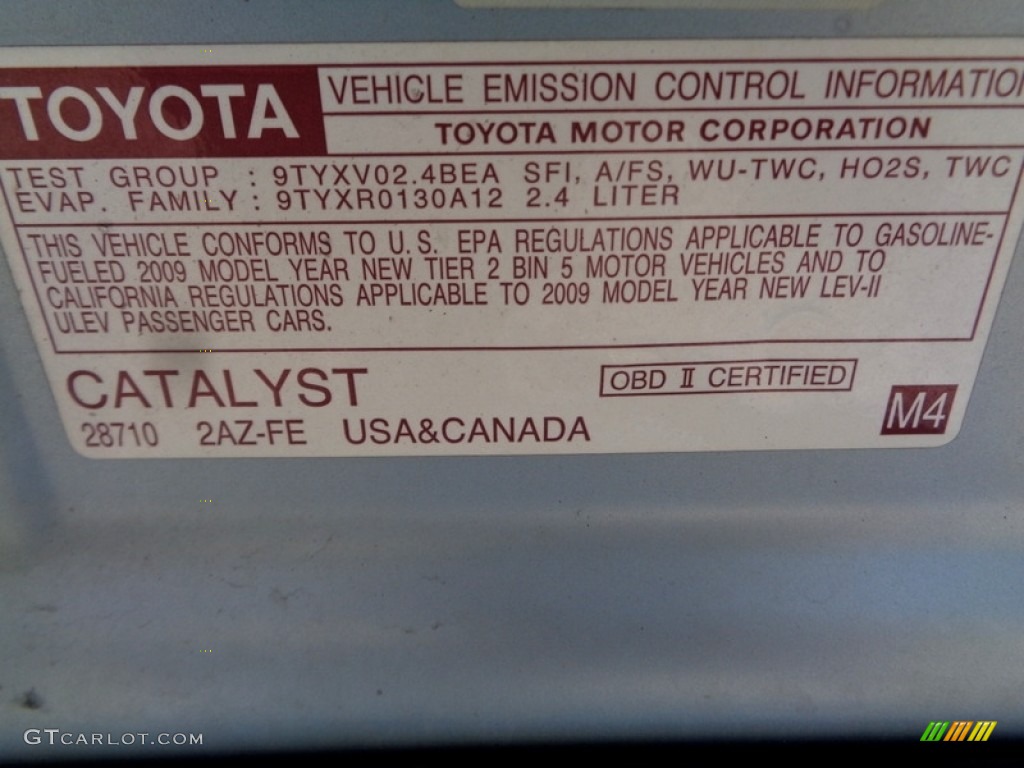 TOYOTA
VEHICLE EMISSION CONTROL INFORMATION
TOYOTA MOTOR CORPORATION
TEST GROUP : 9TYXV02.4BEA SFI, A/FS, WU-TWC, HO2S, TWC
EVAP. FAMILY : 9TYXR0130A12 2.4 LITER
THIS VEHICLE CONFORMS TO U.S. EPA REGULATIONS APPLICABLE TO GASOLINE-
FUELED 2009 MODEL YEAR NEW TIER 2 BIN 5 MOTOR VEHICLES AND TO
CALIFORNIA REGULATIONS APPLICABLE TO 2009 MODEL YEAR NEW LEV-II
ULEV PASSENGER CARS.
CATALYST
OBD II CERTIFIED
28710 2AZ-FE USA&CANADA
M4
GTCARLOT.COM